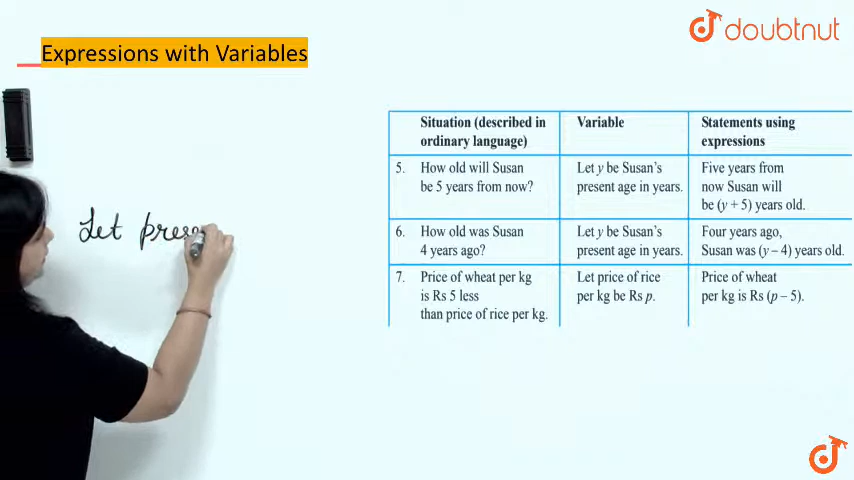 Expressions with Variables
doubtnut
Let prese
Situation (described in ordinary language) Variable Statements using expressions
5. How old will Susan be 5 years from now? Let y be Susan's present age in years. Five years from now Susan will be (y + 5) years old.
6. How old was Susan 4 years ago? Let y be Susan's present age in years. Four years ago, Susan was (y – 4) years old.
7. Price of wheat per kg is Rs 5 less than price of rice per kg. Let price of rice per kg be Rs p. Price of wheat per kg is Rs (p – 5).